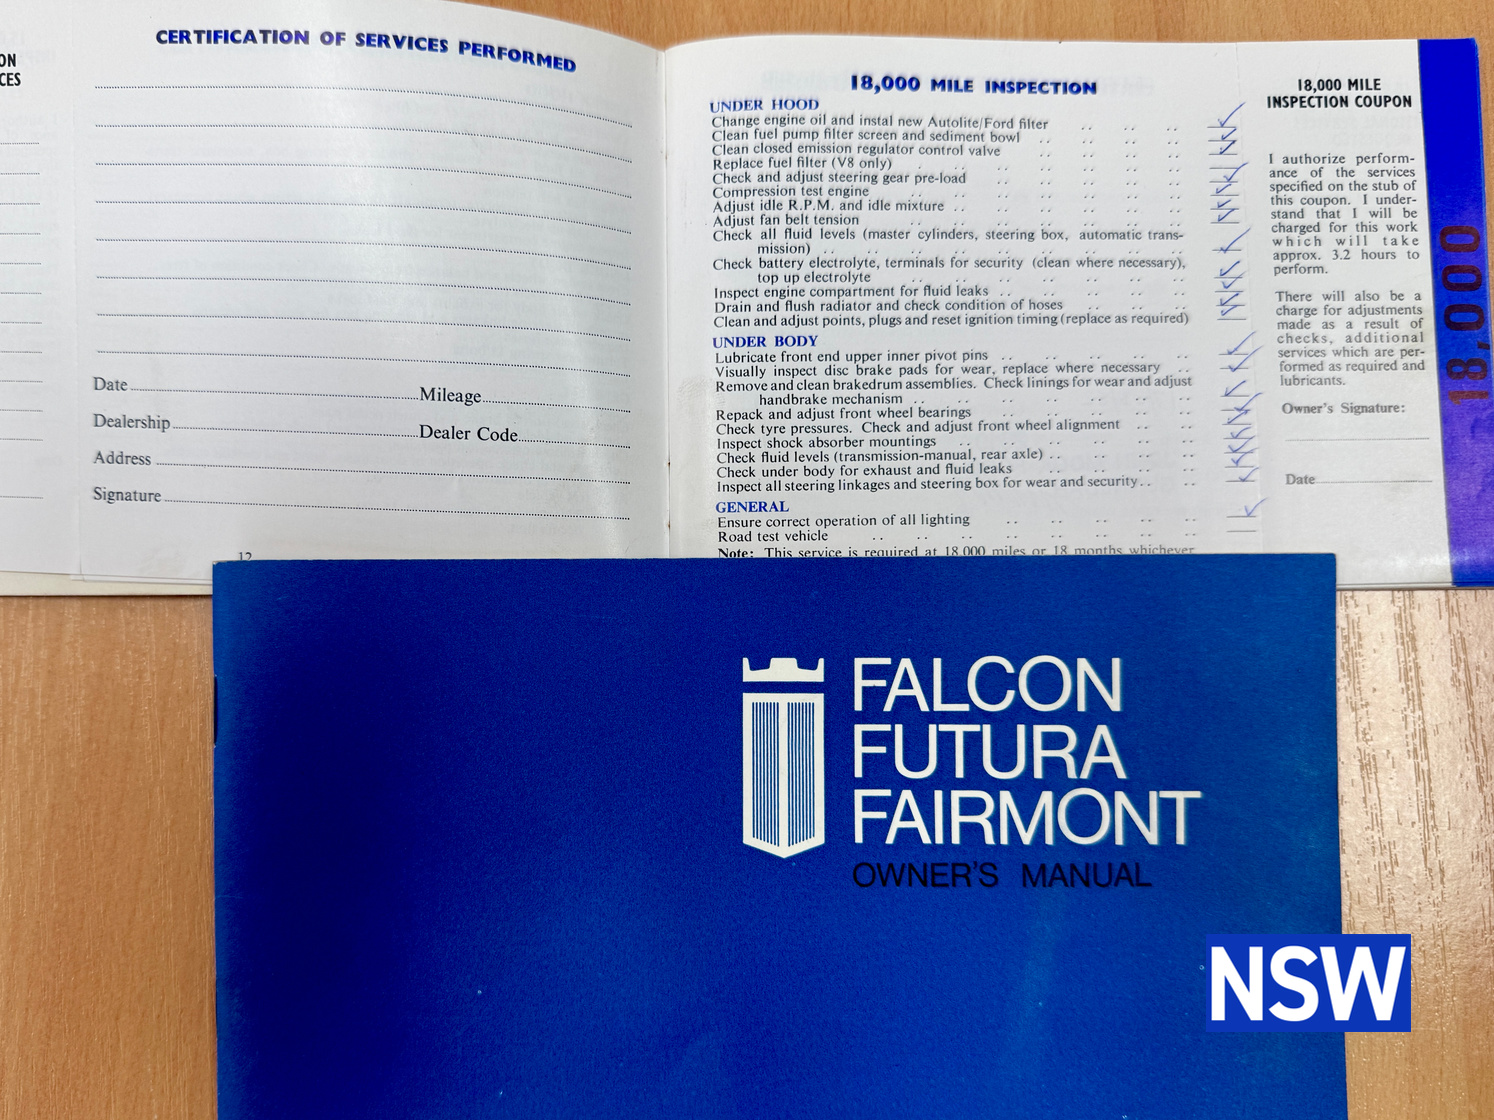 ON
CES
CERTIFICATION OF SERVICES PERFORMED
Date
Mileage
Dealership
Dealer Code
Address
Signature
12
18,000 MILE INSPECTION
UNDER HOOD
Change engine oil and instal new Autolite/Ford filter
Clean fuel pump filter screen and sediment bowl
Clean closed emission regulator control valve
Replace fuel filter (V8 only)
Check and adjust steering gear pre-load
Compression test engine
Adjust idle R.P.M. and idle mixture
Adjust fan belt tension
Check all fluid levels (master cylinders, steering box, automatic trans-
mission)
Check battery electrolyte, terminals for security (clean where necessary),
top up electrolyte
Inspect engine compartment for fluid leaks
Drain and flush radiator and check condition of hoses
Clean and adjust points, plugs and reset ignition timing (replace as required)
UNDER BODY
Lubricate front end upper inner pivot pins
Visually inspect disc brake pads for wear, replace where necessary
Remove and clean brakedrum assemblies. Check linings for wear and adjust
handbrake mechanism
Repack and adjust front wheel bearings
Check tyre pressures. Check and adjust front wheel alignment
Inspect shock absorber mountings
Check fluid levels (transmission-manual, rear axle)
Check under body for exhaust and fluid leaks
Inspect all steering linkages and steering box for wear and security
GENERAL
Ensure correct operation of all lighting
Road test vehicle
Note: This service is required at 18,000 miles or 18 months whichever
18,000 MILE
INSPECTION COUPON
I authorize perform-
ance of the services
specified on the stub of
this coupon. I under-
stand that I will be
charged for this work
which will take
approx. 3.2 hours to
perform.
There will also be a
charge for adjustments
made as a result of
checks, additional
services which are per-
formed as required and
lubricants.
Owner's Signature:
Date
18,000
FALCON
FUTURA
FAIRMONT
OWNER'S MANUAL
NSW